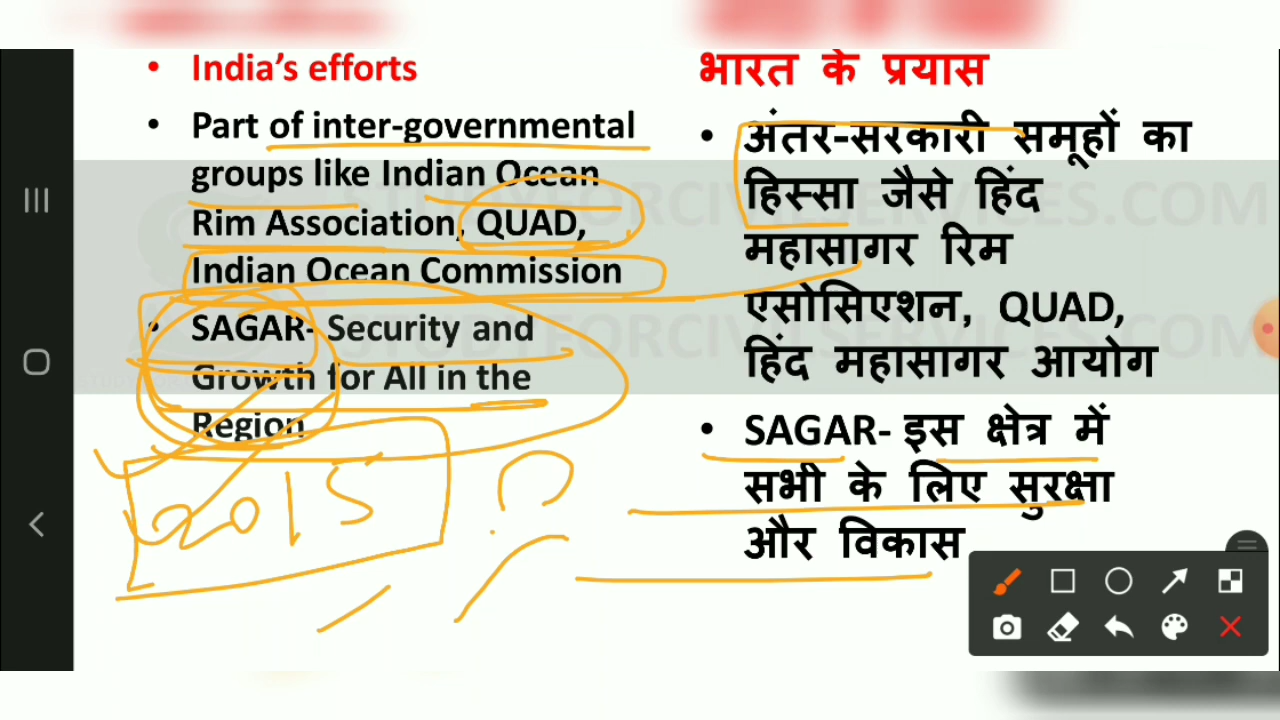 India's efforts
• Part of inter-governmental
groups like Indian Ocean
Rim Association, QUAD,
Indian Ocean Commission
• SAGAR- Security and
Growth for All in the
Region
2015
भारत के प्रयास
• अंतर-सरकारी समूहों का
हिस्सा जैसे हिंद
महासागर रिम
एसोसिएशन, QUAD,
हिंद महासागर आयोग
• SAGAR- इस क्षेत्र में
सभी के लिए सुरक्षा
और विकास